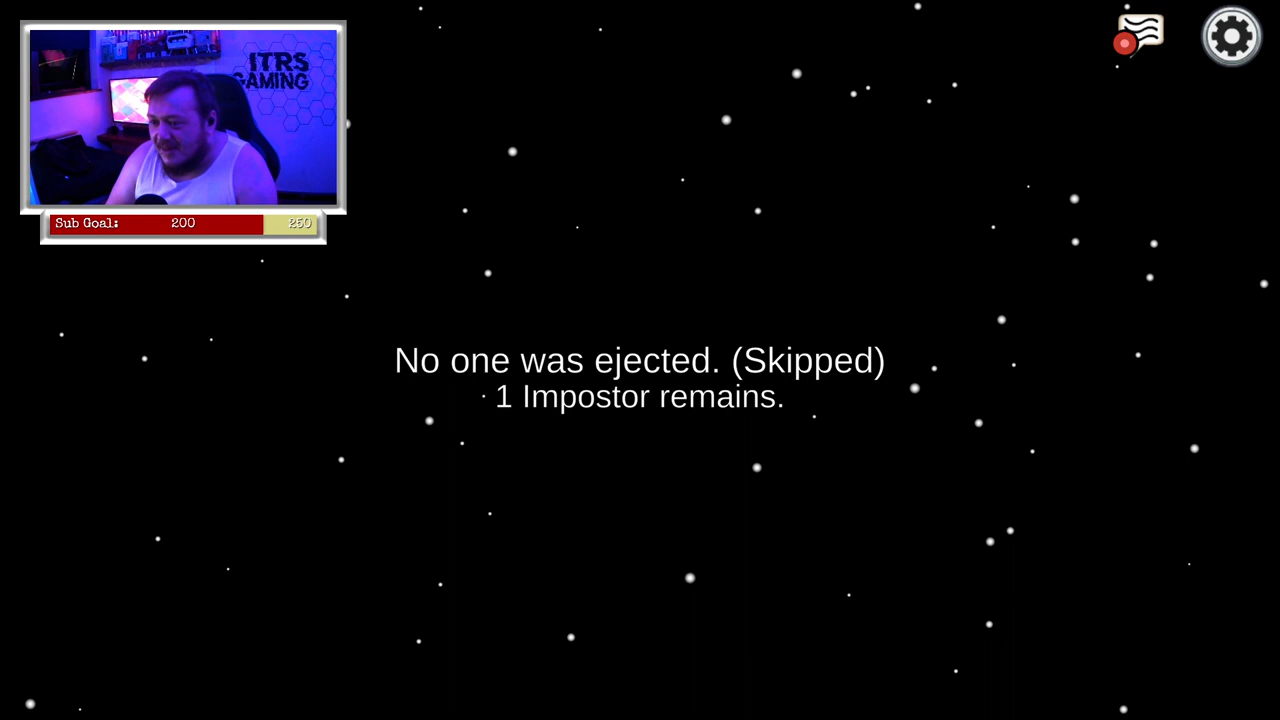 ITRS
GAMING
Sub Goal: 200 250
No one was ejected. (Skipped)
1 Impostor remains.